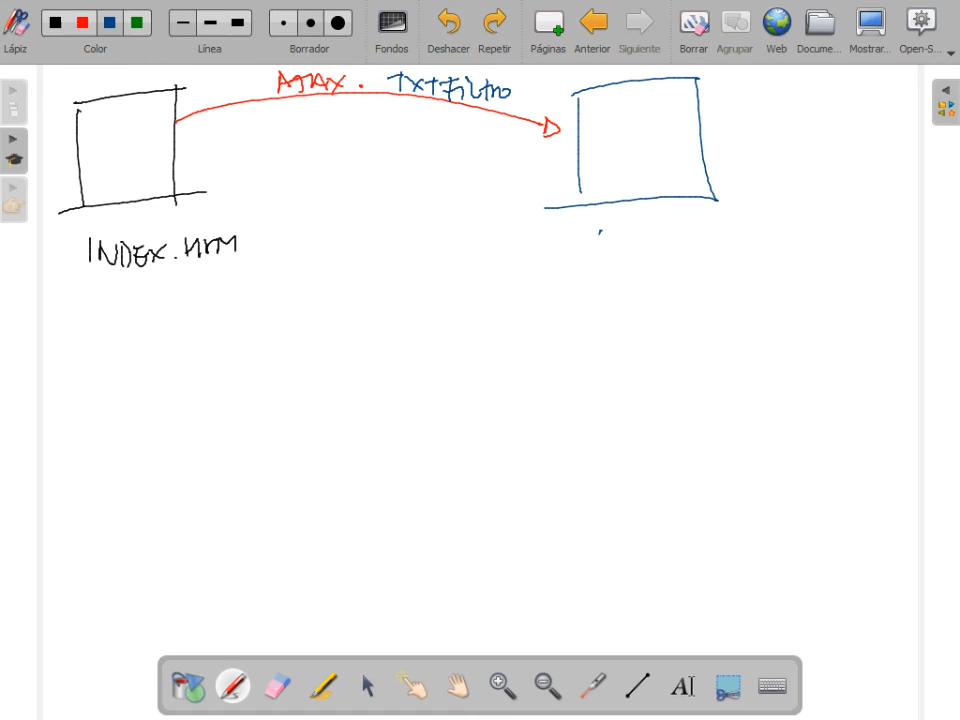 Lápiz Color Línea Borrador Fondos Deshacer Repetir Páginas Anterior Siguiente Borrar Agrupar Web Docume... Mostrar... Open-S...
AJAX. TXTFiltro
INDEX.HTM
A